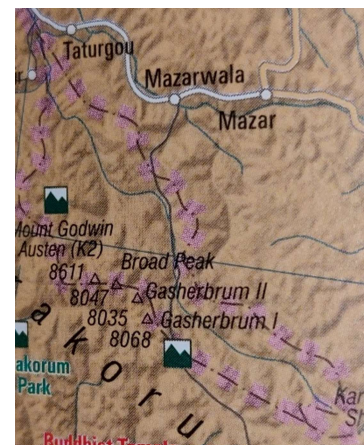 Taturgou
Mazarwala
Mazar
Mount Godwin
Austen (K2)
8611
Broad Peak
8047
Gasherbrum II
8035
Gasherbrum I
8068
akorum
Park
a k o r u
Kar
Buddhist